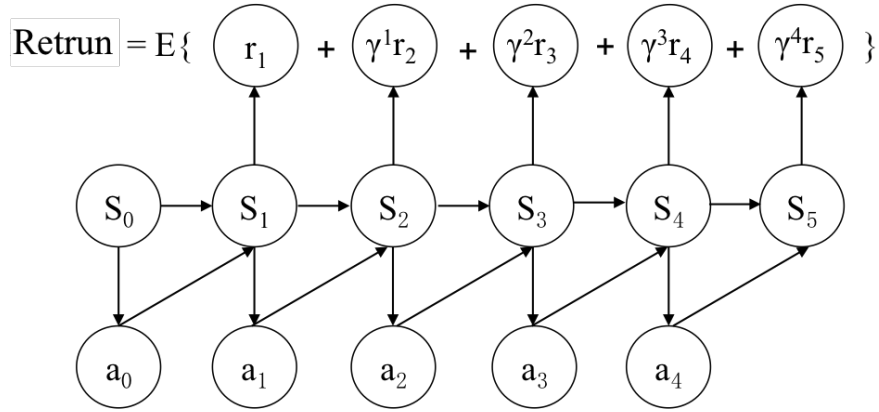 Retrun = E{ r₁ + γ¹r₂ + γ²r₃ + γ³r₄ + γ⁴r₅ }
S₀ S₁ S₂ S₃ S₄ S₅
a₀ a₁ a₂ a₃ a₄